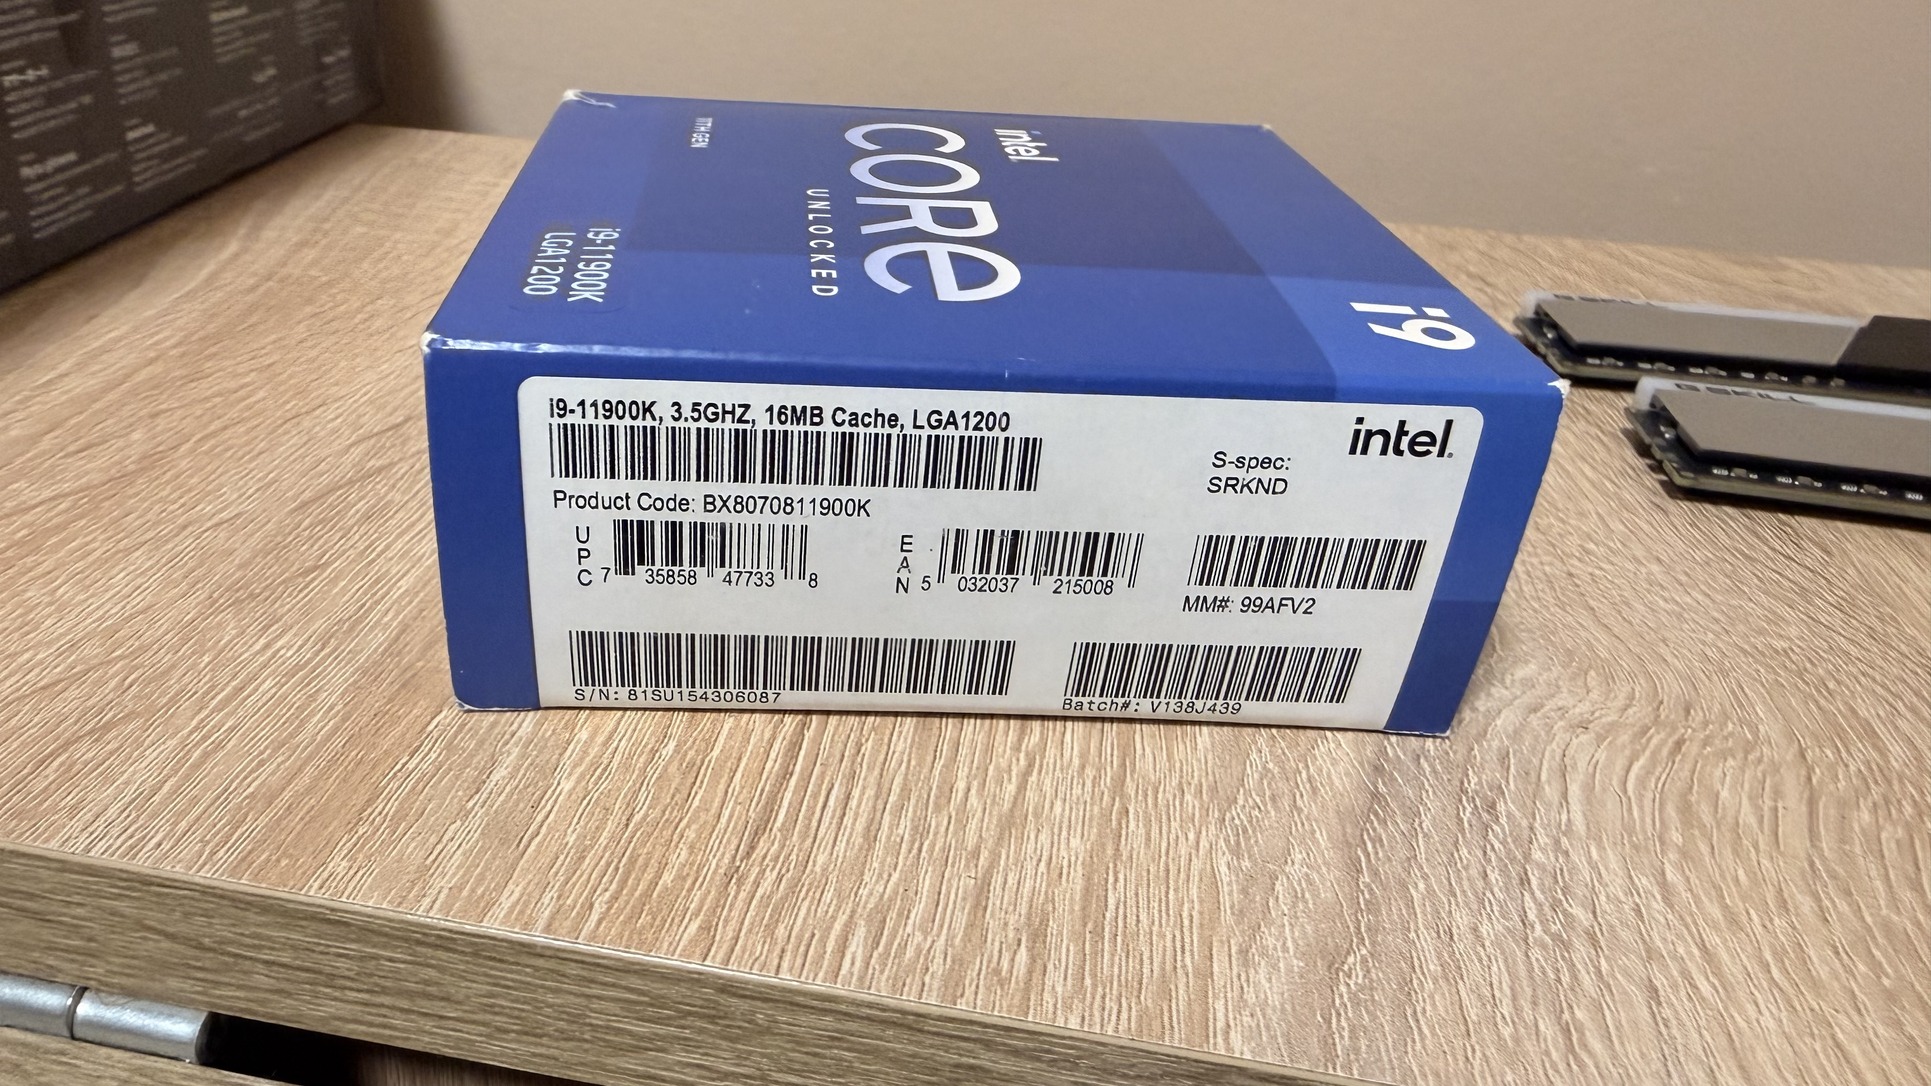 intel
CORe
UNLOCKED
11TH GEN
i9-11900K
LGA1200
i9
i9-11900K, 3.5GHZ, 16MB Cache, LGA1200
intel.
S-spec:
SRKND
Product Code: BX8070811900K
UPC 7 35858 47733 8
EAN 5 032037 215008
MM#: 99AFV2
S/N: 81SU154306087
Batch#: V138J439
G.SKILL